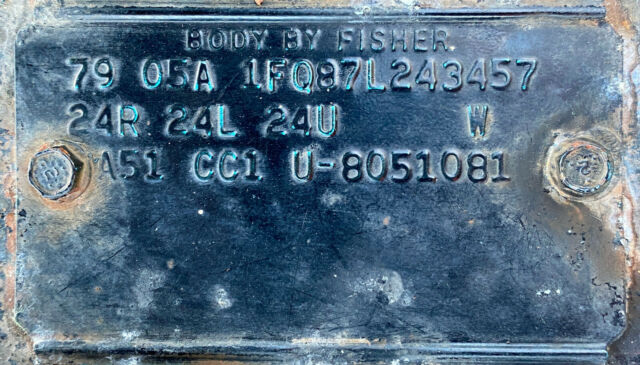 BODY BY FISHER
79 05A 1FQ87L243457
24R 24L 24U W
A51 CC1 U-8051081